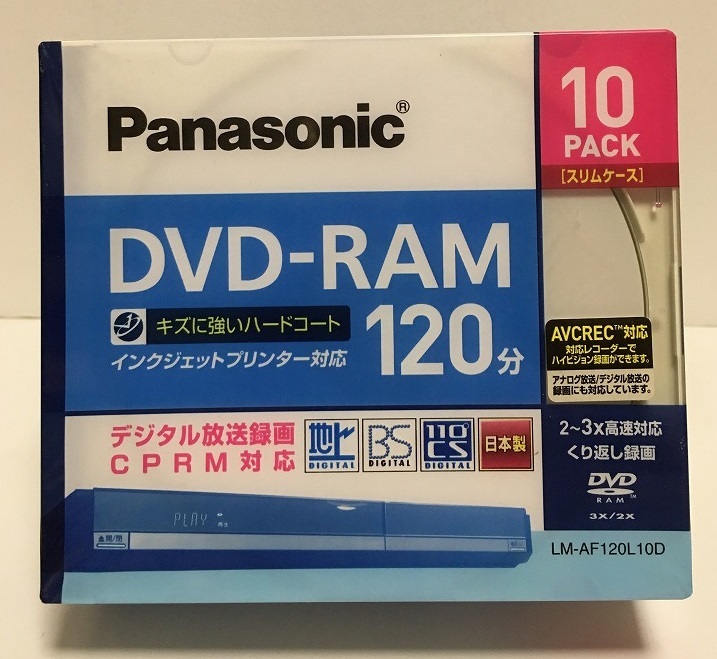 Panasonic®
10
PACK
[スリムケース]
DVD-RAM
キズに強いハードコート
インクジェットプリンター対応
120分
AVCREC™対応
対応レコーダーで
ハイビジョン録画ができます。
アナログ放送/デジタル放送の
録画にも対応しています。
デジタル放送録画
CPRM対応
地上
DIGITAL
BS
DIGITAL
110°
CS
DIGITAL
日本製
2~3x高速対応
くり返し録画
DVD
RAM™
3X/2X
PLAY
再生
▲開/閉
LM-AF120L10D